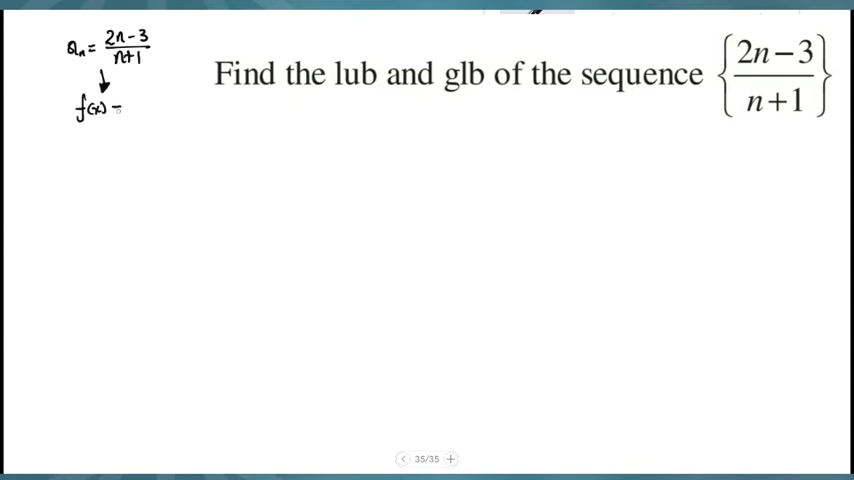 aₙ = (2n-3)/(n+1)
f(x) =
Find the lub and glb of the sequence {(2n-3)/(n+1)}
35/35